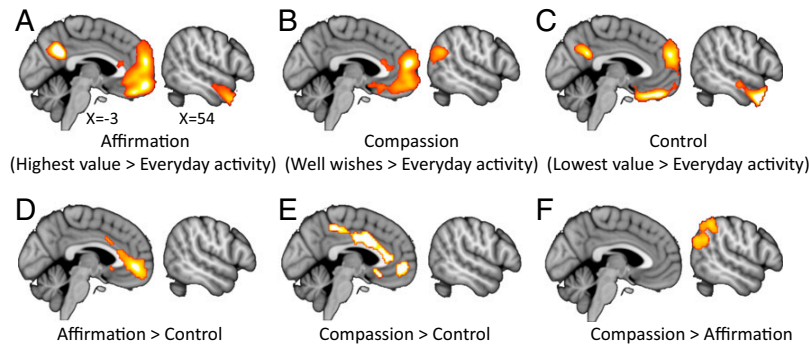 A
B
C
X=-3 X=54
Affirmation
(Highest value > Everyday activity)
Compassion
(Well wishes > Everyday activity)
Control
(Lowest value > Everyday activity)
D
E
F
Affirmation > Control
Compassion > Control
Compassion > Affirmation